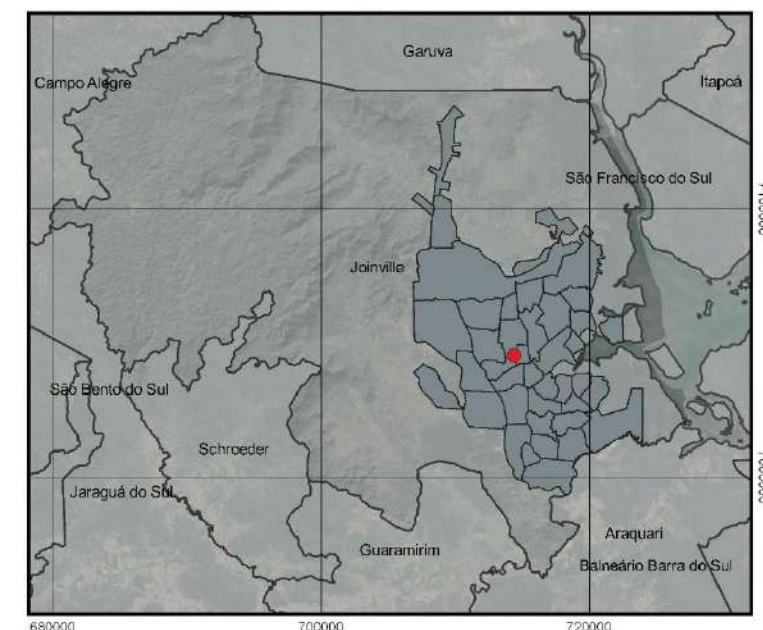 Garuva
Campo Alegre
Itapoá
São Francisco do Sul
Joinville
São Bento do Sul
Schroeder
Jaraguá do Sul
Araquari
Guaramirim
Balneário Barra do Sul
680000 700000 720000